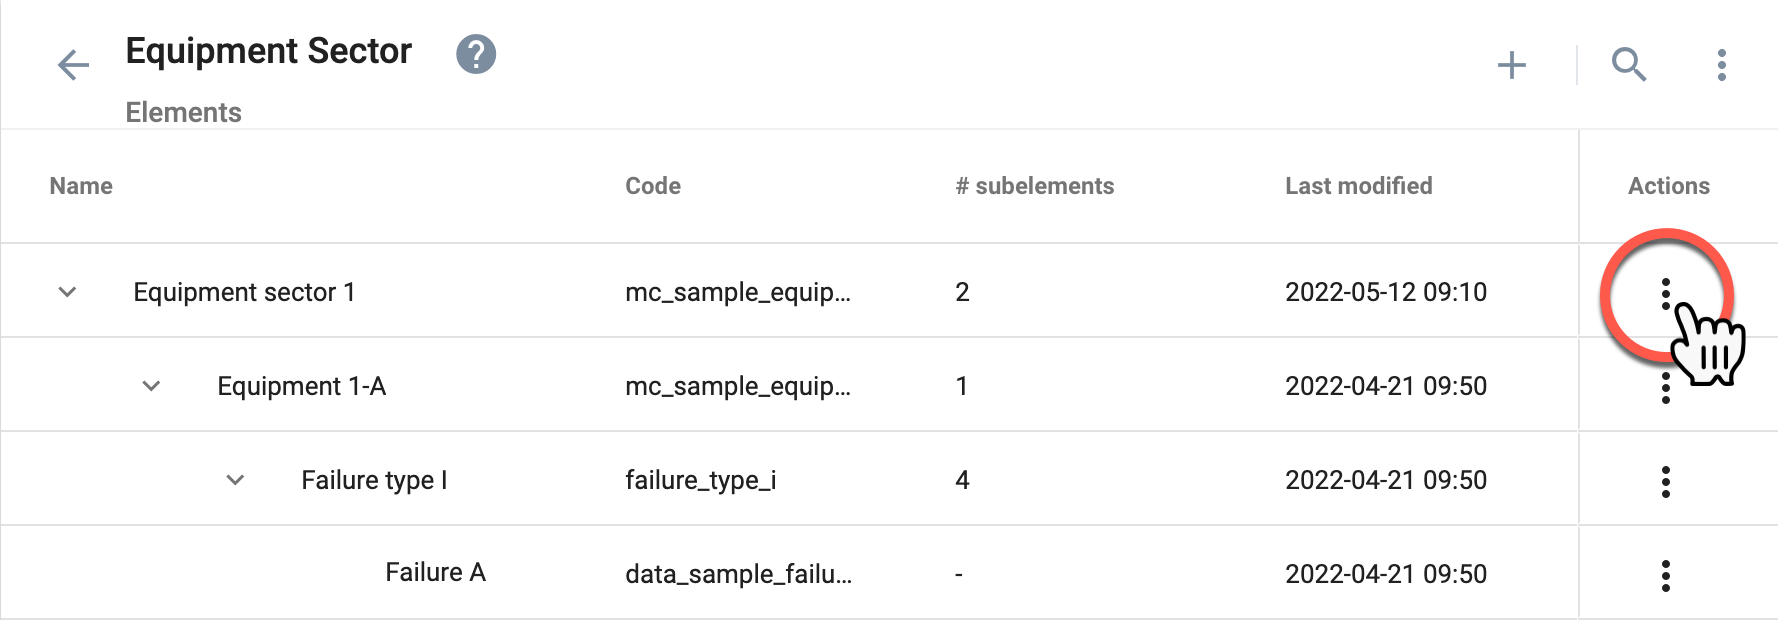 Equipment Sector ?
Elements
Name Code # subelements Last modified Actions
Equipment sector 1 mc_sample_equip... 2 2022-05-12 09:10
Equipment 1-A mc_sample_equip... 1 2022-04-21 09:50
Failure type I failure_type_i 4 2022-04-21 09:50
Failure A data_sample_failu... - 2022-04-21 09:50